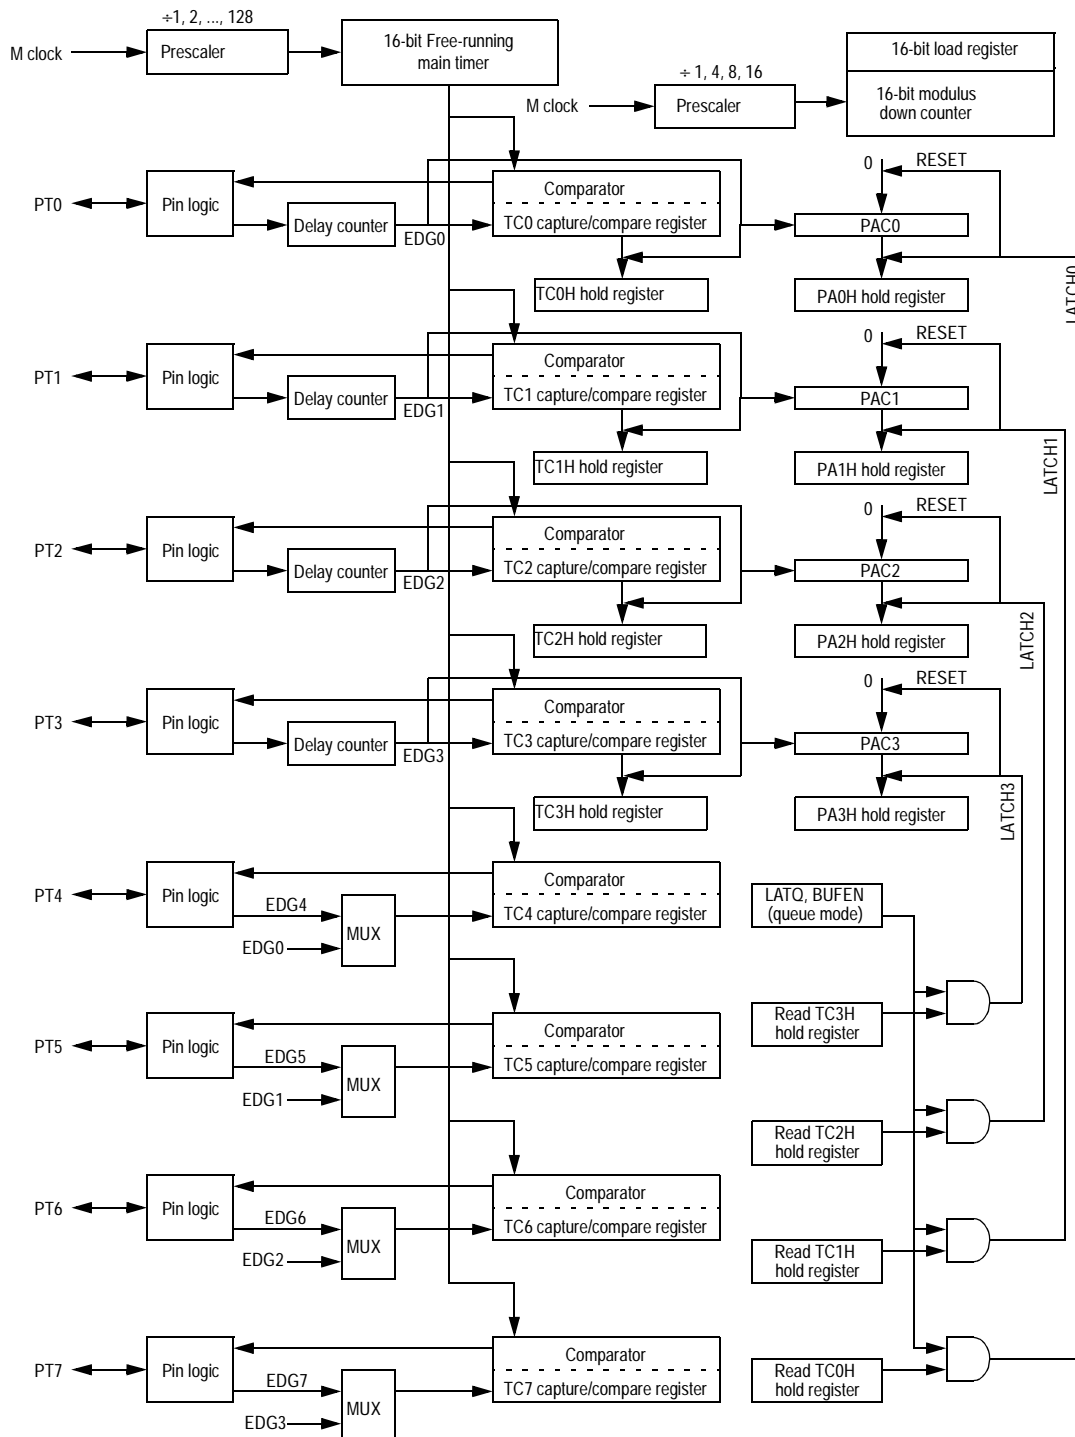 ÷1, 2, ..., 128
M clock
Prescaler
16-bit Free-running
main timer
16-bit load register
÷ 1, 4, 8, 16
M clock
Prescaler
16-bit modulus
down counter
0
RESET
PT0
Pin logic
Comparator
Delay counter
EDG0
TC0 capture/compare register
PAC0
TC0H hold register
PA0H hold register
LATCH0
0
RESET
PT1
Pin logic
Comparator
Delay counter
EDG1
TC1 capture/compare register
PAC1
TC1H hold register
PA1H hold register
LATCH1
0
RESET
PT2
Pin logic
Comparator
Delay counter
EDG2
TC2 capture/compare register
PAC2
TC2H hold register
PA2H hold register
LATCH2
0
RESET
PT3
Pin logic
Comparator
Delay counter
EDG3
TC3 capture/compare register
PAC3
TC3H hold register
PA3H hold register
LATCH3
PT4
Pin logic
Comparator
EDG4
MUX
EDG0
TC4 capture/compare register
LATQ, BUFEN
(queue mode)
Read TC3H
hold register
PT5
Pin logic
Comparator
EDG5
MUX
EDG1
TC5 capture/compare register
Read TC2H
hold register
PT6
Pin logic
Comparator
EDG6
MUX
EDG2
TC6 capture/compare register
Read TC1H
hold register
PT7
Pin logic
Comparator
EDG7
MUX
EDG3
TC7 capture/compare register
Read TC0H
hold register